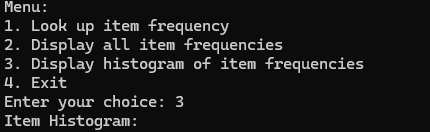 Menu:
1. Look up item frequency
2. Display all item frequencies
3. Display histogram of item frequencies
4. Exit
Enter your choice: 3
Item Histogram: